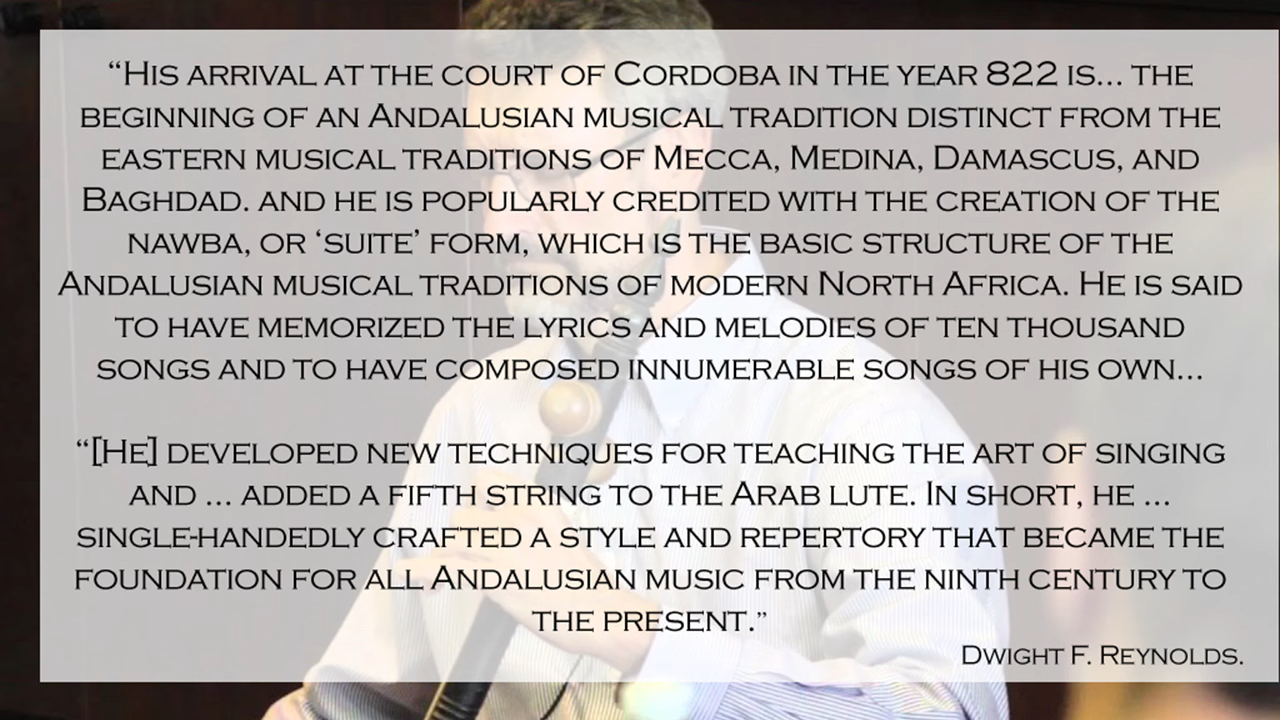 “His arrival at the court of Cordoba in the year 822 is... the
beginning of an Andalusian musical tradition distinct from the
eastern musical traditions of Mecca, Medina, Damascus, and
Baghdad. and he is popularly credited with the creation of the
nawba, or ‘suite’ form, which is the basic structure of the
Andalusian musical traditions of modern North Africa. He is said
to have memorized the lyrics and melodies of ten thousand
songs and to have composed innumerable songs of his own...
“[He] developed new techniques for teaching the art of singing
and ... added a fifth string to the Arab lute. In short, he ...
single-handedly crafted a style and repertory that became the
foundation for all Andalusian music from the ninth century to
the present.”
Dwight F. Reynolds.